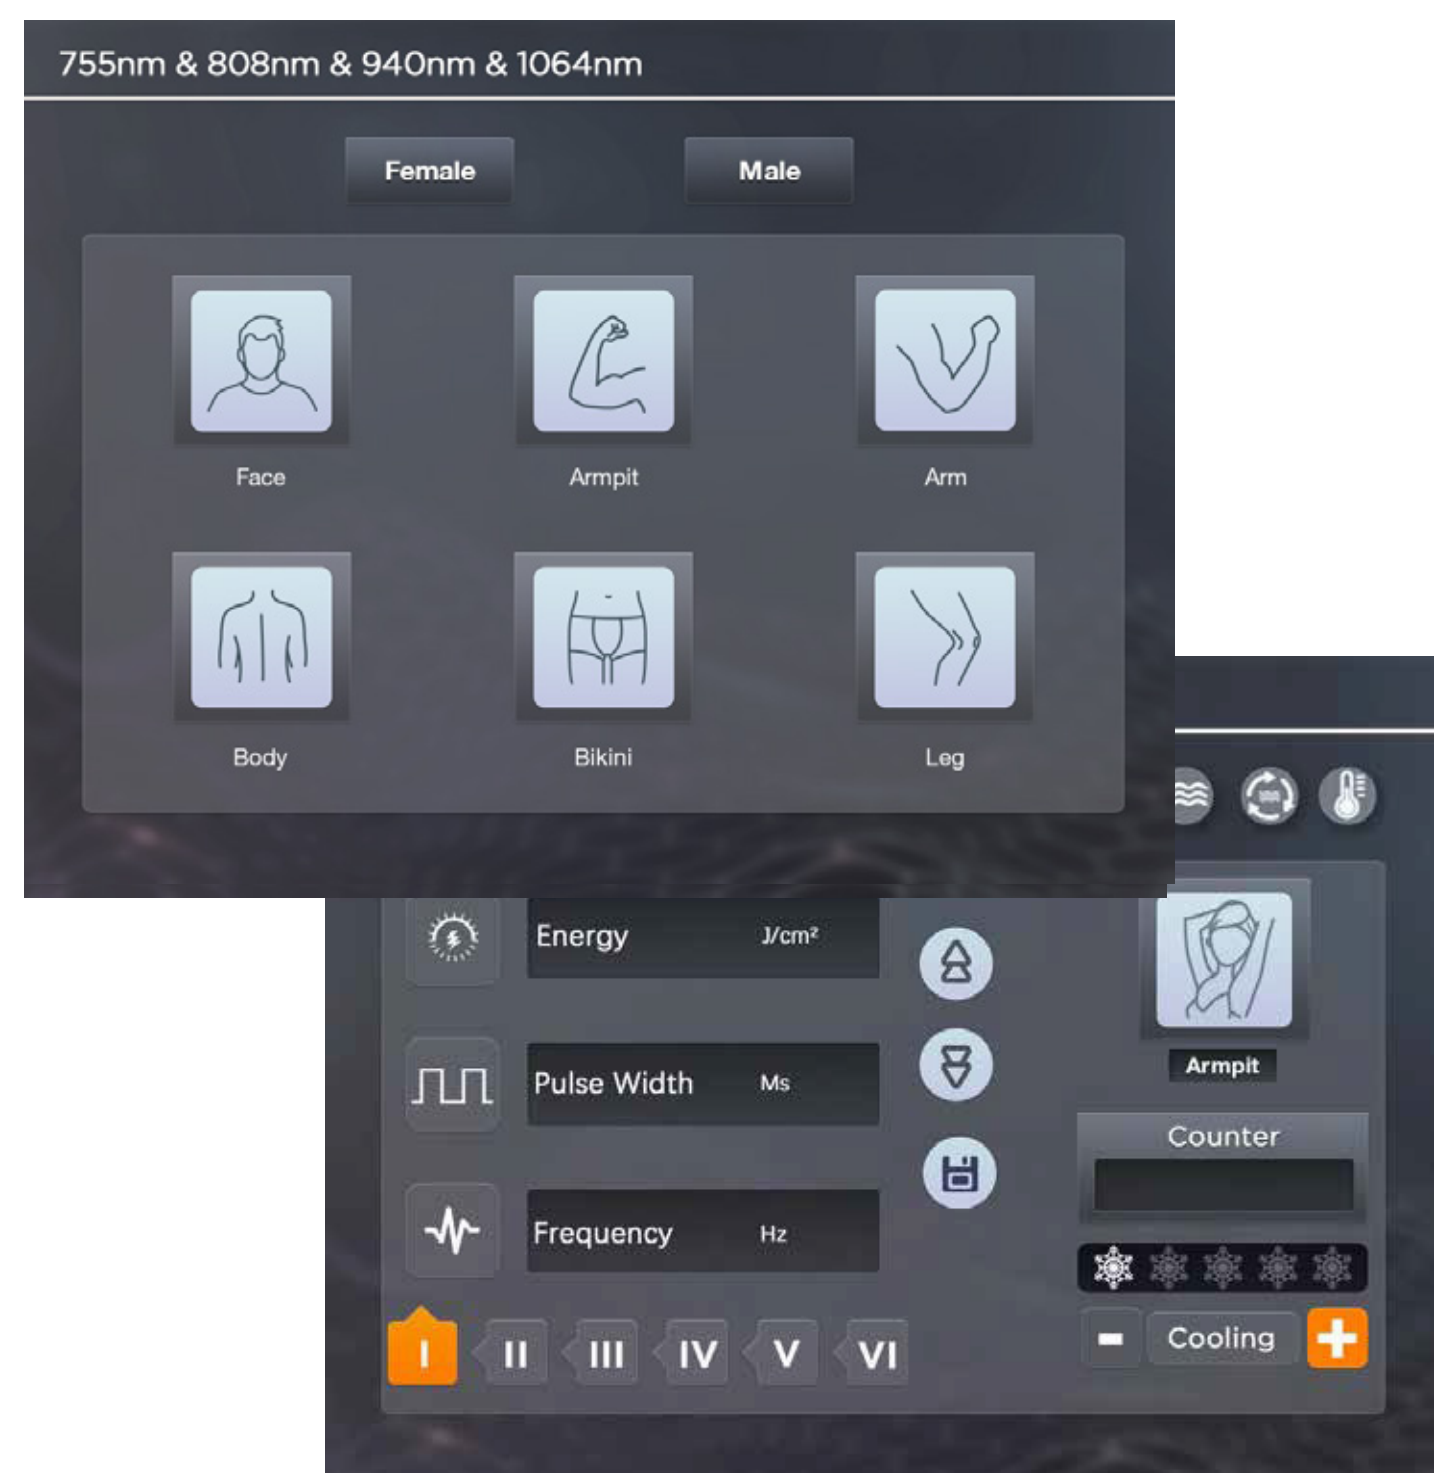 755nm & 808nm & 940nm & 1064nm
Female
Male
Face
Armpit
Arm
Body
Bikini
Leg
Energy J/cm²
Pulse Width Ms
Frequency Hz
Armpit
Counter
I II III IV V VI
- Cooling +